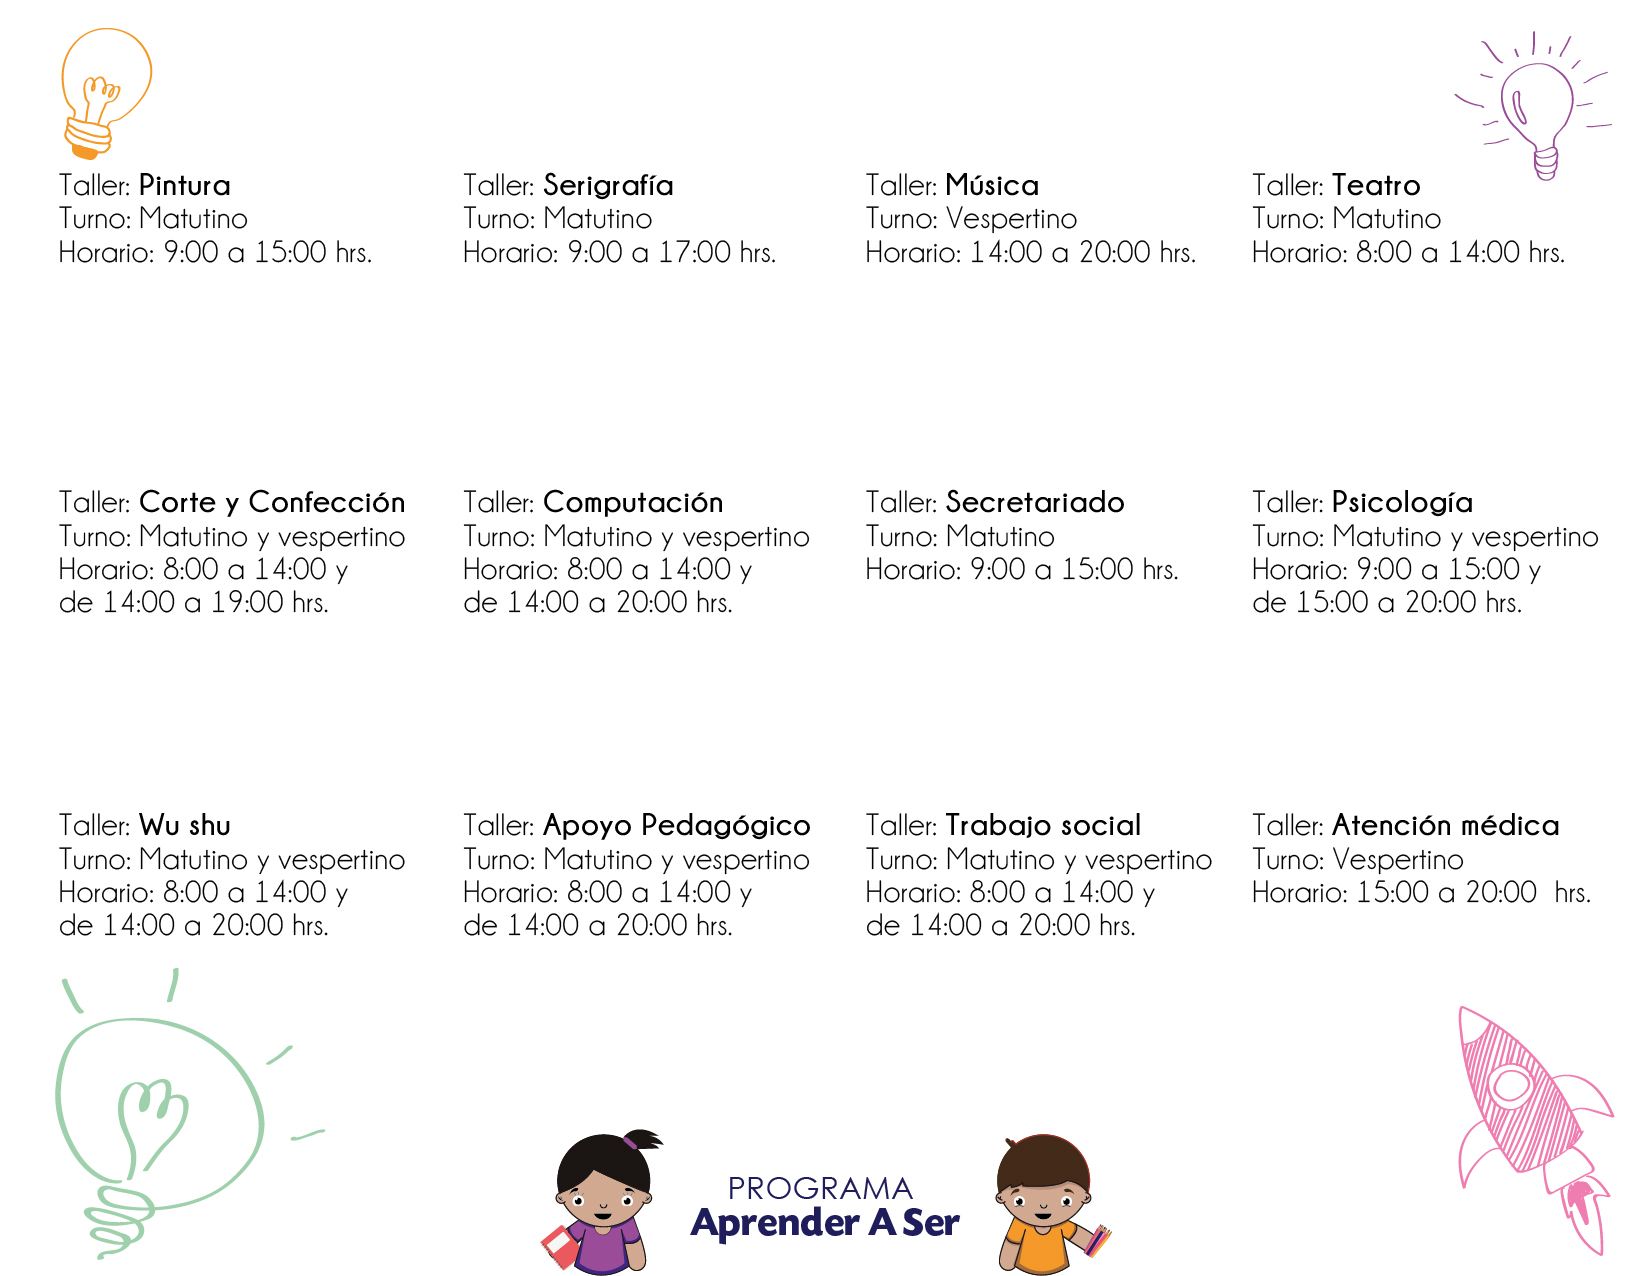 Taller: Pintura
Turno: Matutino
Horario: 9:00 a 15:00 hrs.
Taller: Serigrafía
Turno: Matutino
Horario: 9:00 a 17:00 hrs.
Taller: Música
Turno: Vespertino
Horario: 14:00 a 20:00 hrs.
Taller: Teatro
Turno: Matutino
Horario: 8:00 a 14:00 hrs.
Taller: Corte y Confección
Turno: Matutino y vespertino
Horario: 8:00 a 14:00 y
de 14:00 a 19:00 hrs.
Taller: Computación
Turno: Matutino y vespertino
Horario: 8:00 a 14:00 y
de 14:00 a 20:00 hrs.
Taller: Secretariado
Turno: Matutino
Horario: 9:00 a 15:00 hrs.
Taller: Psicología
Turno: Matutino y vespertino
Horario: 9:00 a 15:00 y
de 15:00 a 20:00 hrs.
Taller: Wu shu
Turno: Matutino y vespertino
Horario: 8:00 a 14:00 y
de 14:00 a 20:00 hrs.
Taller: Apoyo Pedagógico
Turno: Matutino y vespertino
Horario: 8:00 a 14:00 y
de 14:00 a 20:00 hrs.
Taller: Trabajo social
Turno: Matutino y vespertino
Horario: 8:00 a 14:00 y
de 14:00 a 20:00 hrs.
Taller: Atención médica
Turno: Vespertino
Horario: 15:00 a 20:00  hrs.
PROGRAMA
Aprender A Ser